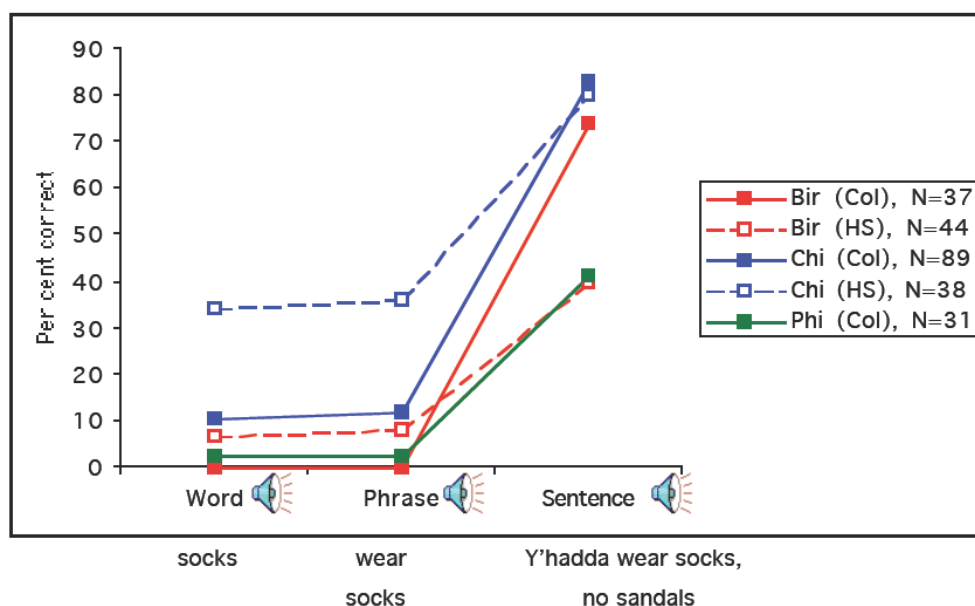 90
80
70
60
50
40
30
20
10
0
Per cent correct
Word
Phrase
Sentence
Bir (Col), N=37
Bir (HS), N=44
Chi (Col), N=89
Chi (HS), N=38
Phi (Col), N=31
socks
wear
socks
Y'hadda wear socks,
no sandals